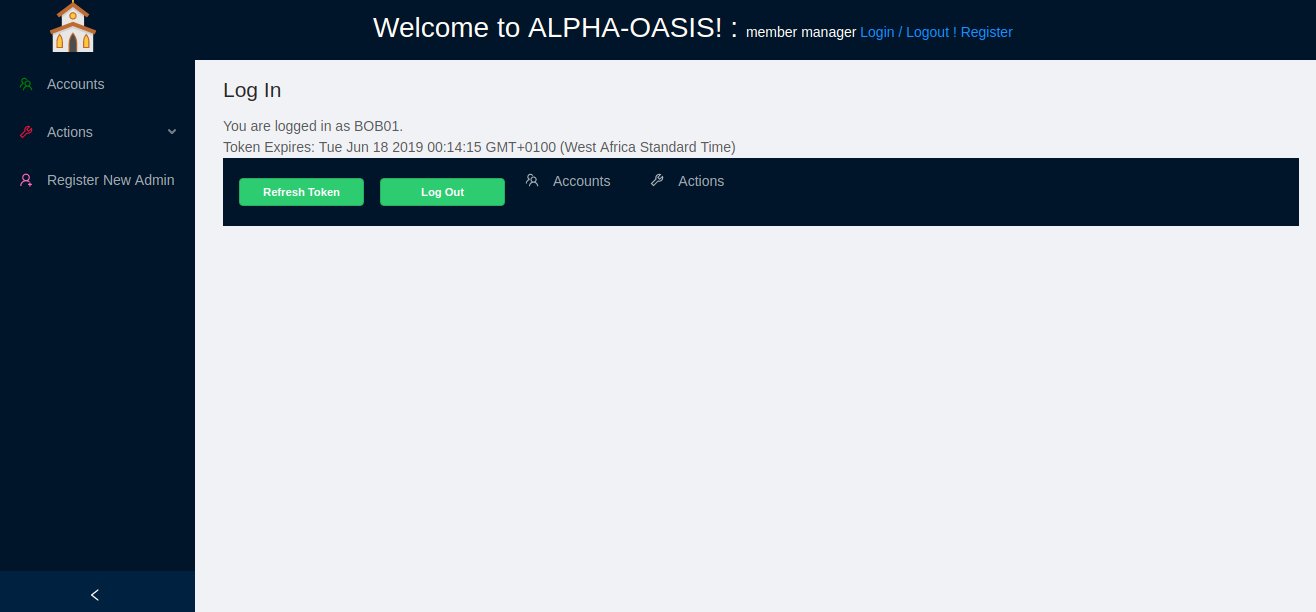 Welcome to ALPHA-OASIS! : member manager Login / Logout ! Register
Accounts
Actions
Register New Admin
Log In
You are logged in as BOB01.
Token Expires: Tue Jun 18 2019 00:14:15 GMT+0100 (West Africa Standard Time)
Refresh Token Log Out Accounts Actions